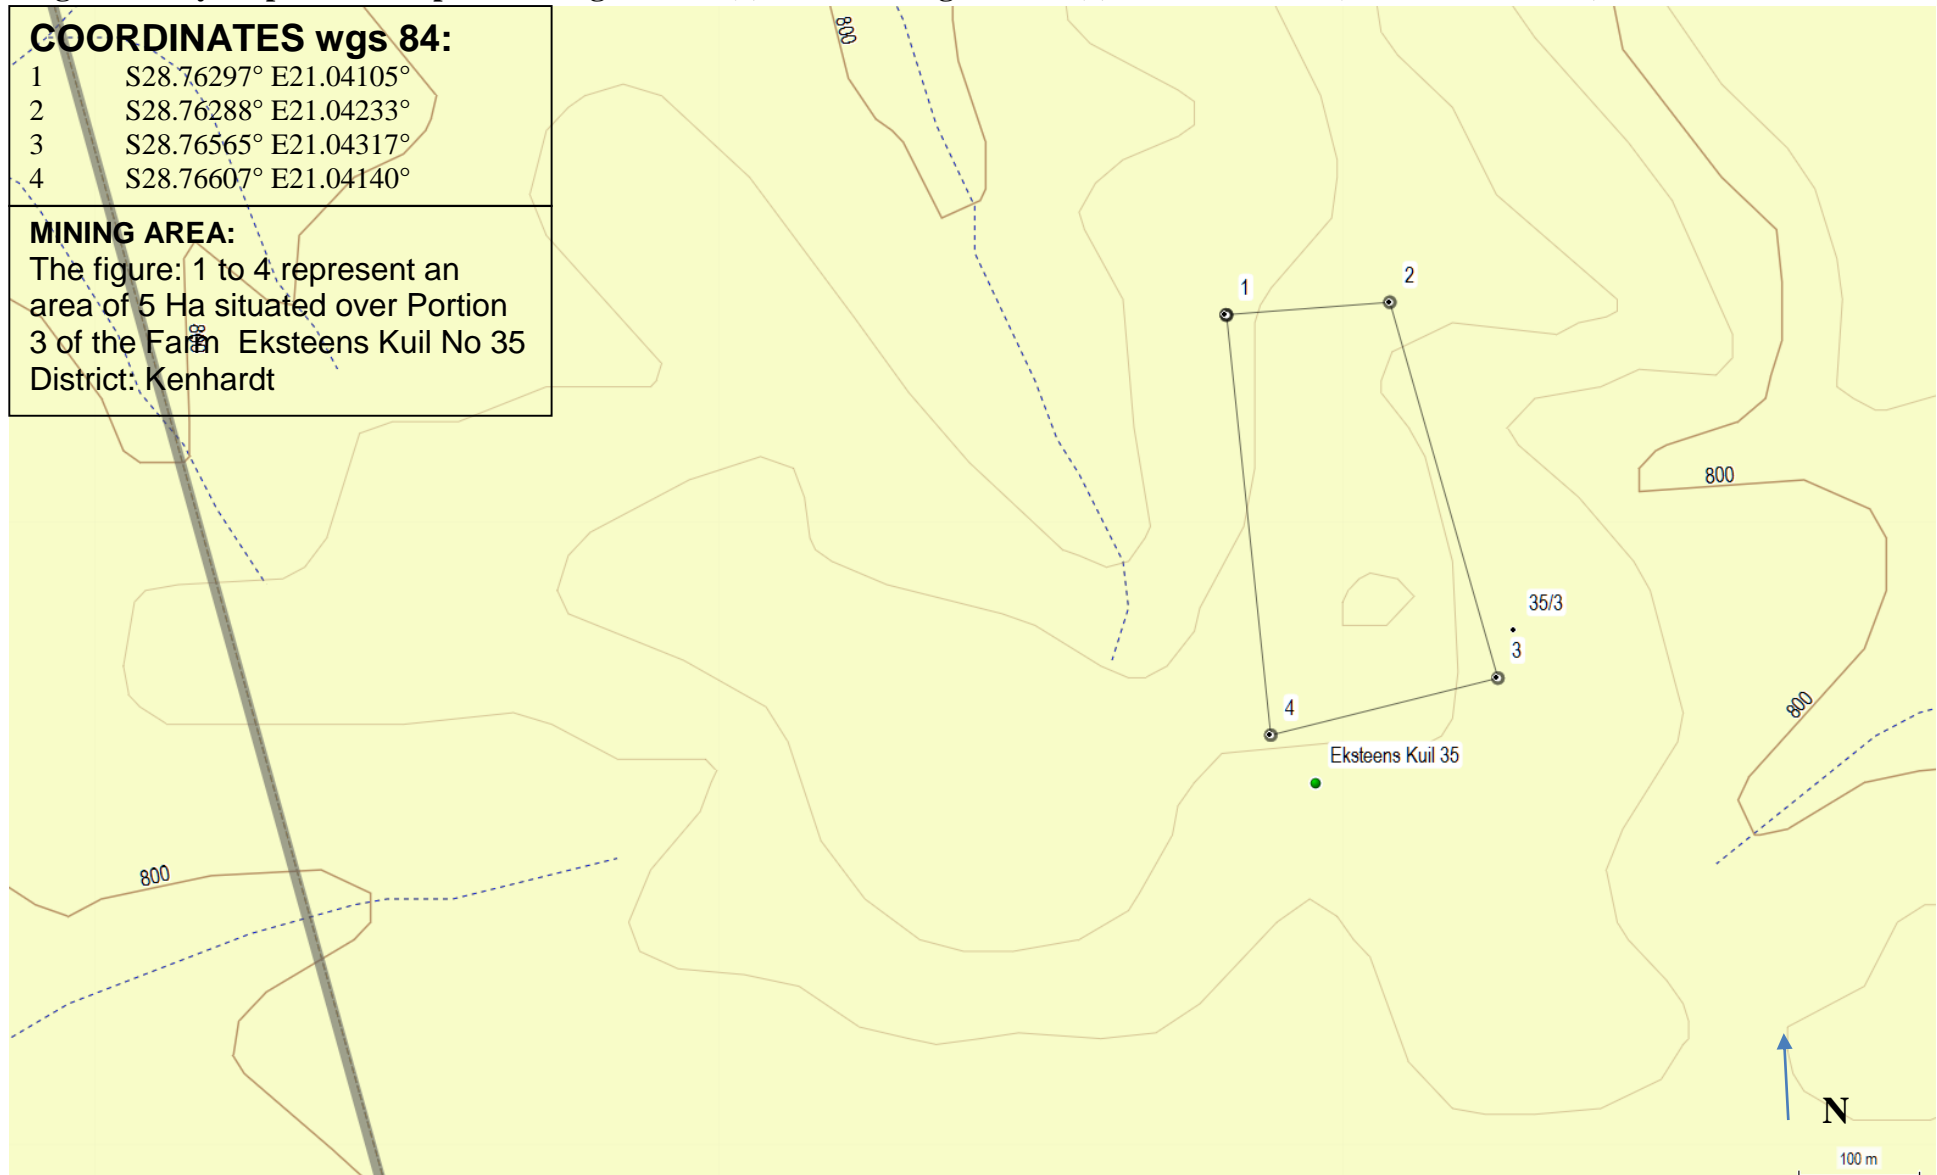 COORDINATES wgs 84:
1 S28.76297° E21.04105°
2 S28.76288° E21.04233°
3 S28.76565° E21.04317°
4 S28.76607° E21.04140°
MINING AREA:
The figure: 1 to 4 represent an
area of 5 Ha situated over Portion
3 of the Farm Eksteens Kuil No 35
District: Kenhardt
800
800
1
2
800
35/3
3
4
800
Eksteens Kuil 35
800
N
100 m